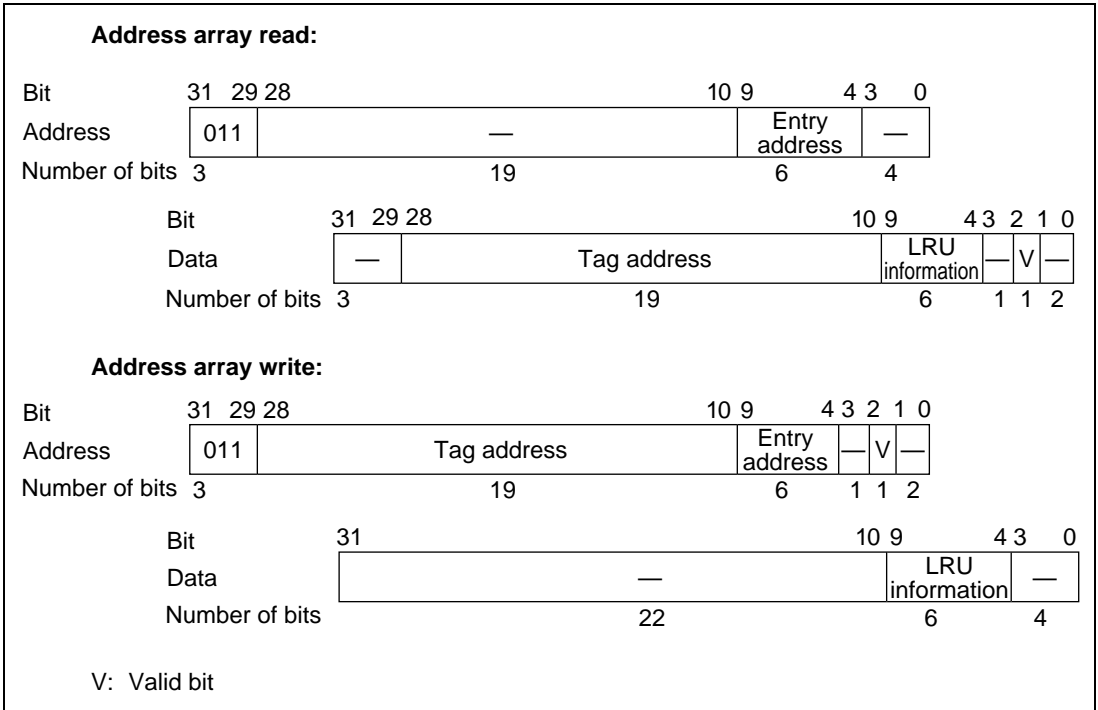 Address array read:
Bit 31 29 28 10 9 4 3 0
Address 011 — Entry address —
Number of bits 3 19 6 4
Bit 31 29 28 10 9 4 3 2 1 0
Data — Tag address LRU information — V —
Number of bits 3 19 6 1 1 2
Address array write:
Bit 31 29 28 10 9 4 3 2 1 0
Address 011 Tag address Entry address — V —
Number of bits 3 19 6 1 1 2
Bit 31 10 9 4 3 0
Data — LRU information —
Number of bits 22 6 4
V: Valid bit